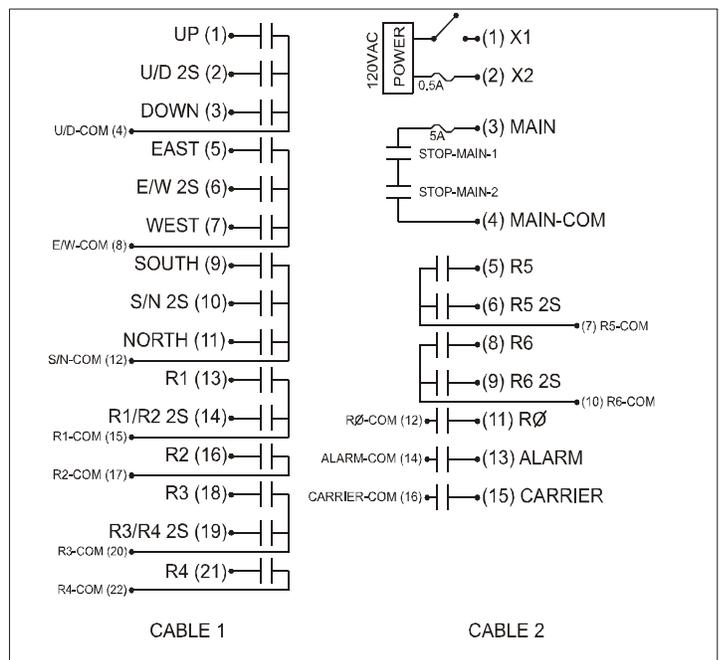 UP (1)
U/D 2S (2)
DOWN (3)
U/D-COM (4)
EAST (5)
E/W 2S (6)
WEST (7)
E/W-COM (8)
SOUTH (9)
S/N 2S (10)
NORTH (11)
S/N-COM (12)
R1 (13)
R1/R2 2S (14)
R1-COM (15)
R2 (16)
R2-COM (17)
R3 (18)
R3/R4 2S (19)
R3-COM (20)
R4 (21)
R4-COM (22)
CABLE 1
120VAC
POWER
(1) X1
(2) X2
0.5A
(3) MAIN
5A
STOP-MAIN-1
STOP-MAIN-2
(4) MAIN-COM
(5) R5
(6) R5 2S
(7) R5-COM
(8) R6
(9) R6 2S
(10) R6-COM
RØ-COM (12) (11) RØ
ALARM-COM (14) (13) ALARM
CARRIER-COM (16) (15) CARRIER
CABLE 2